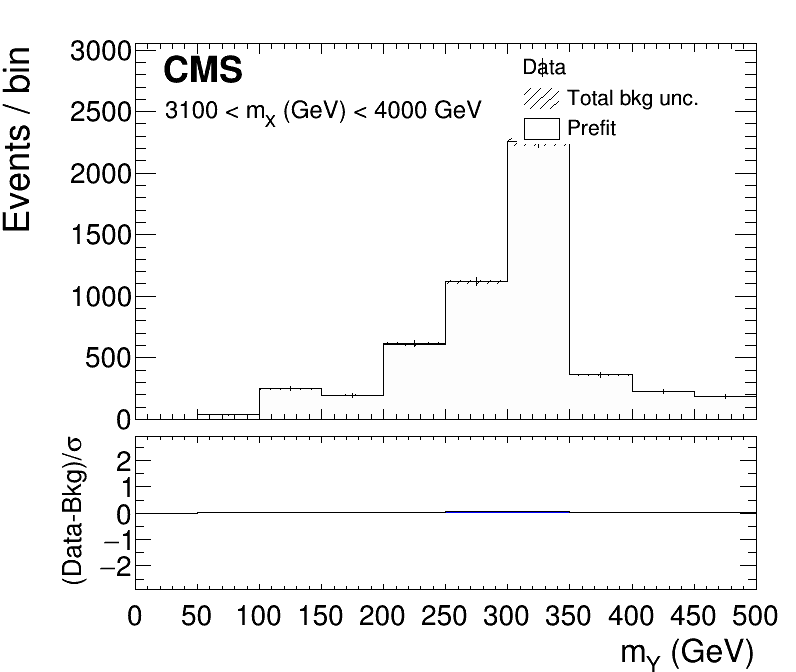 CMS
3100 < mX (GeV) < 4000 GeV
Data
Total bkg unc.
Prefit
Events / bin
3000
2500
2000
1500
1000
500
0
(Data-Bkg)/σ
2
1
0
−1
−2
0 50 100 150 200 250 300 350 400 450 500
mY (GeV)